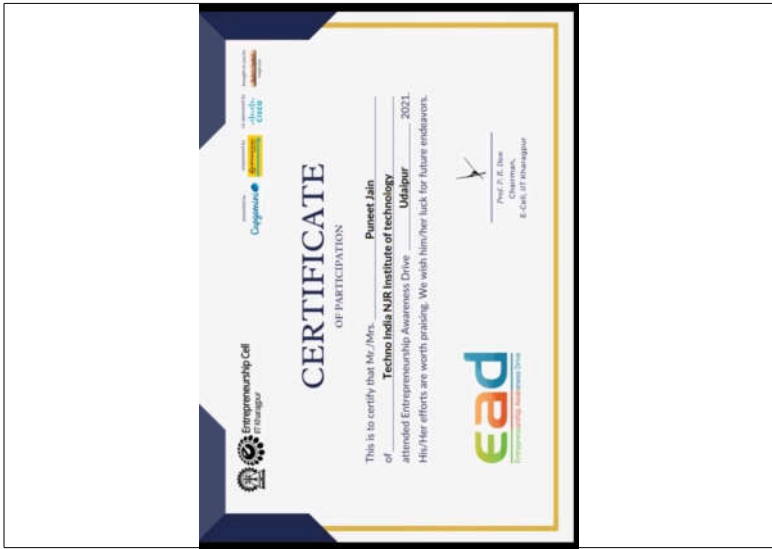 Entrepreneurship Cell
IIT Kharagpur
Capgemini
CISCO
CERTIFICATE
OF PARTICIPATION
This is to certify that Mr./Mrs. Puneet Jain
of Techno India NJR Institute of technology
attended Entrepreneurship Awareness Drive Udaipur 2021.
His/Her efforts are worth praising. We wish him/her luck for future endeavors.
ead
Entrepreneurship Awareness Drive
Chairman,
E-Cell, IIT Kharagpur